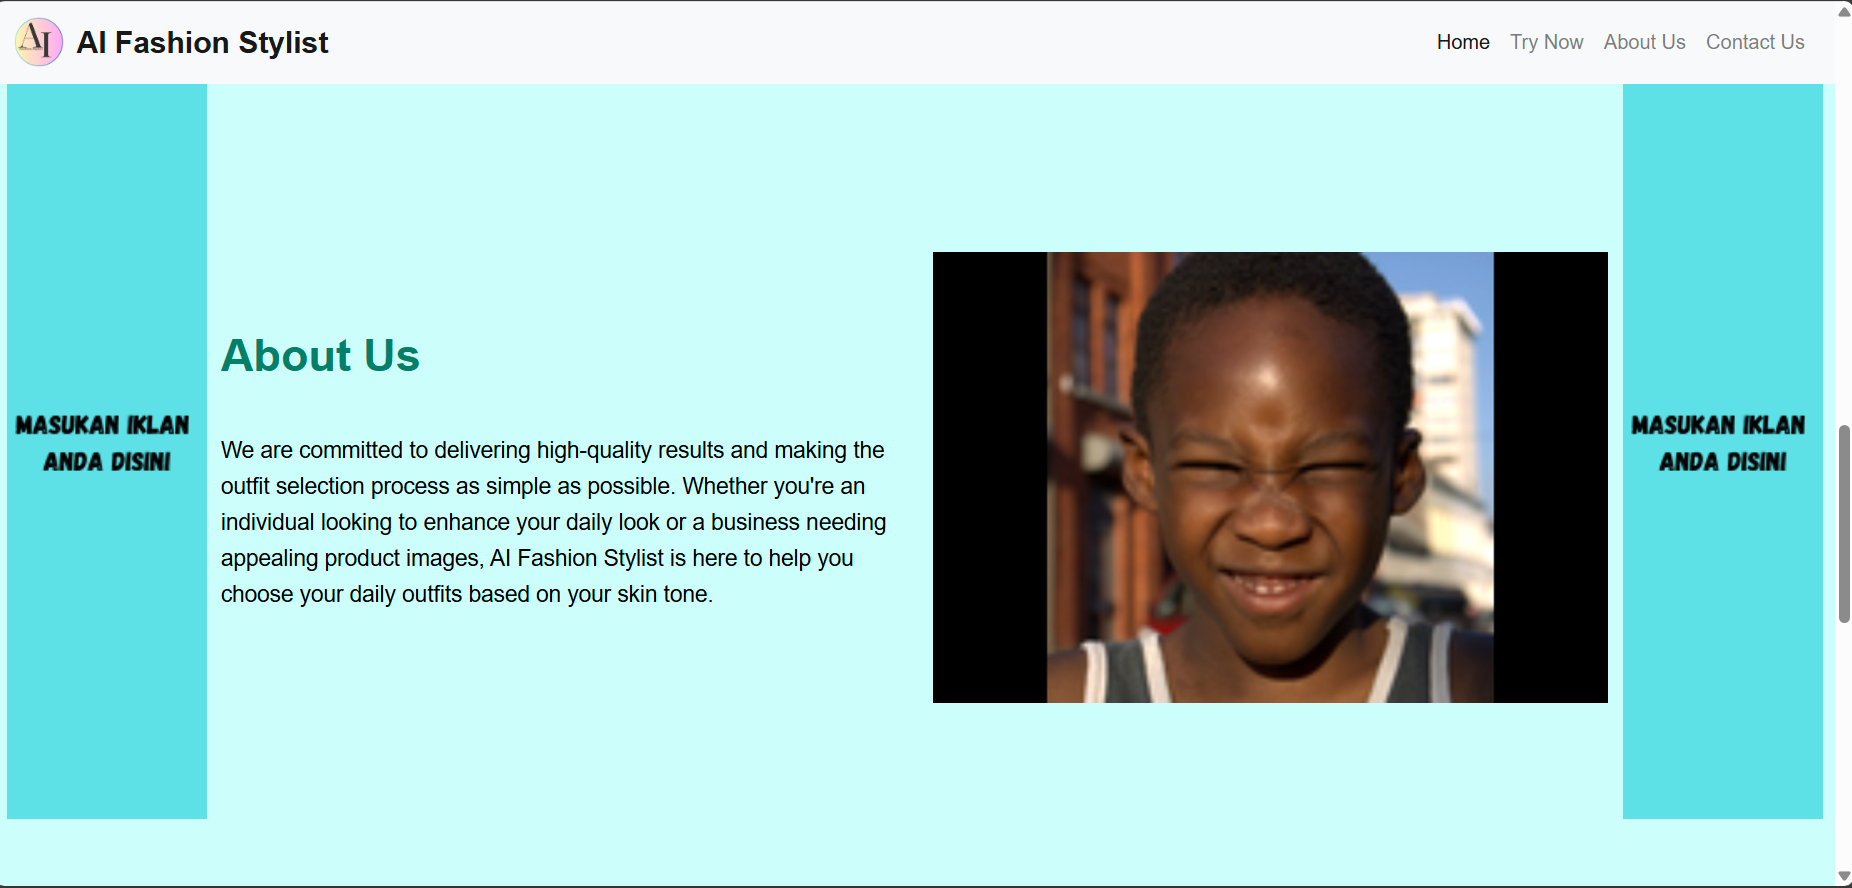 AI
AI Fashion Stylist
Home
Try Now
About Us
Contact Us
MASUKAN IKLAN
ANDA DISINI
About Us
We are committed to delivering high-quality results and making the
outfit selection process as simple as possible. Whether you're an
individual looking to enhance your daily look or a business needing
appealing product images, AI Fashion Stylist is here to help you
choose your daily outfits based on your skin tone.
MASUKAN IKLAN
ANDA DISINI